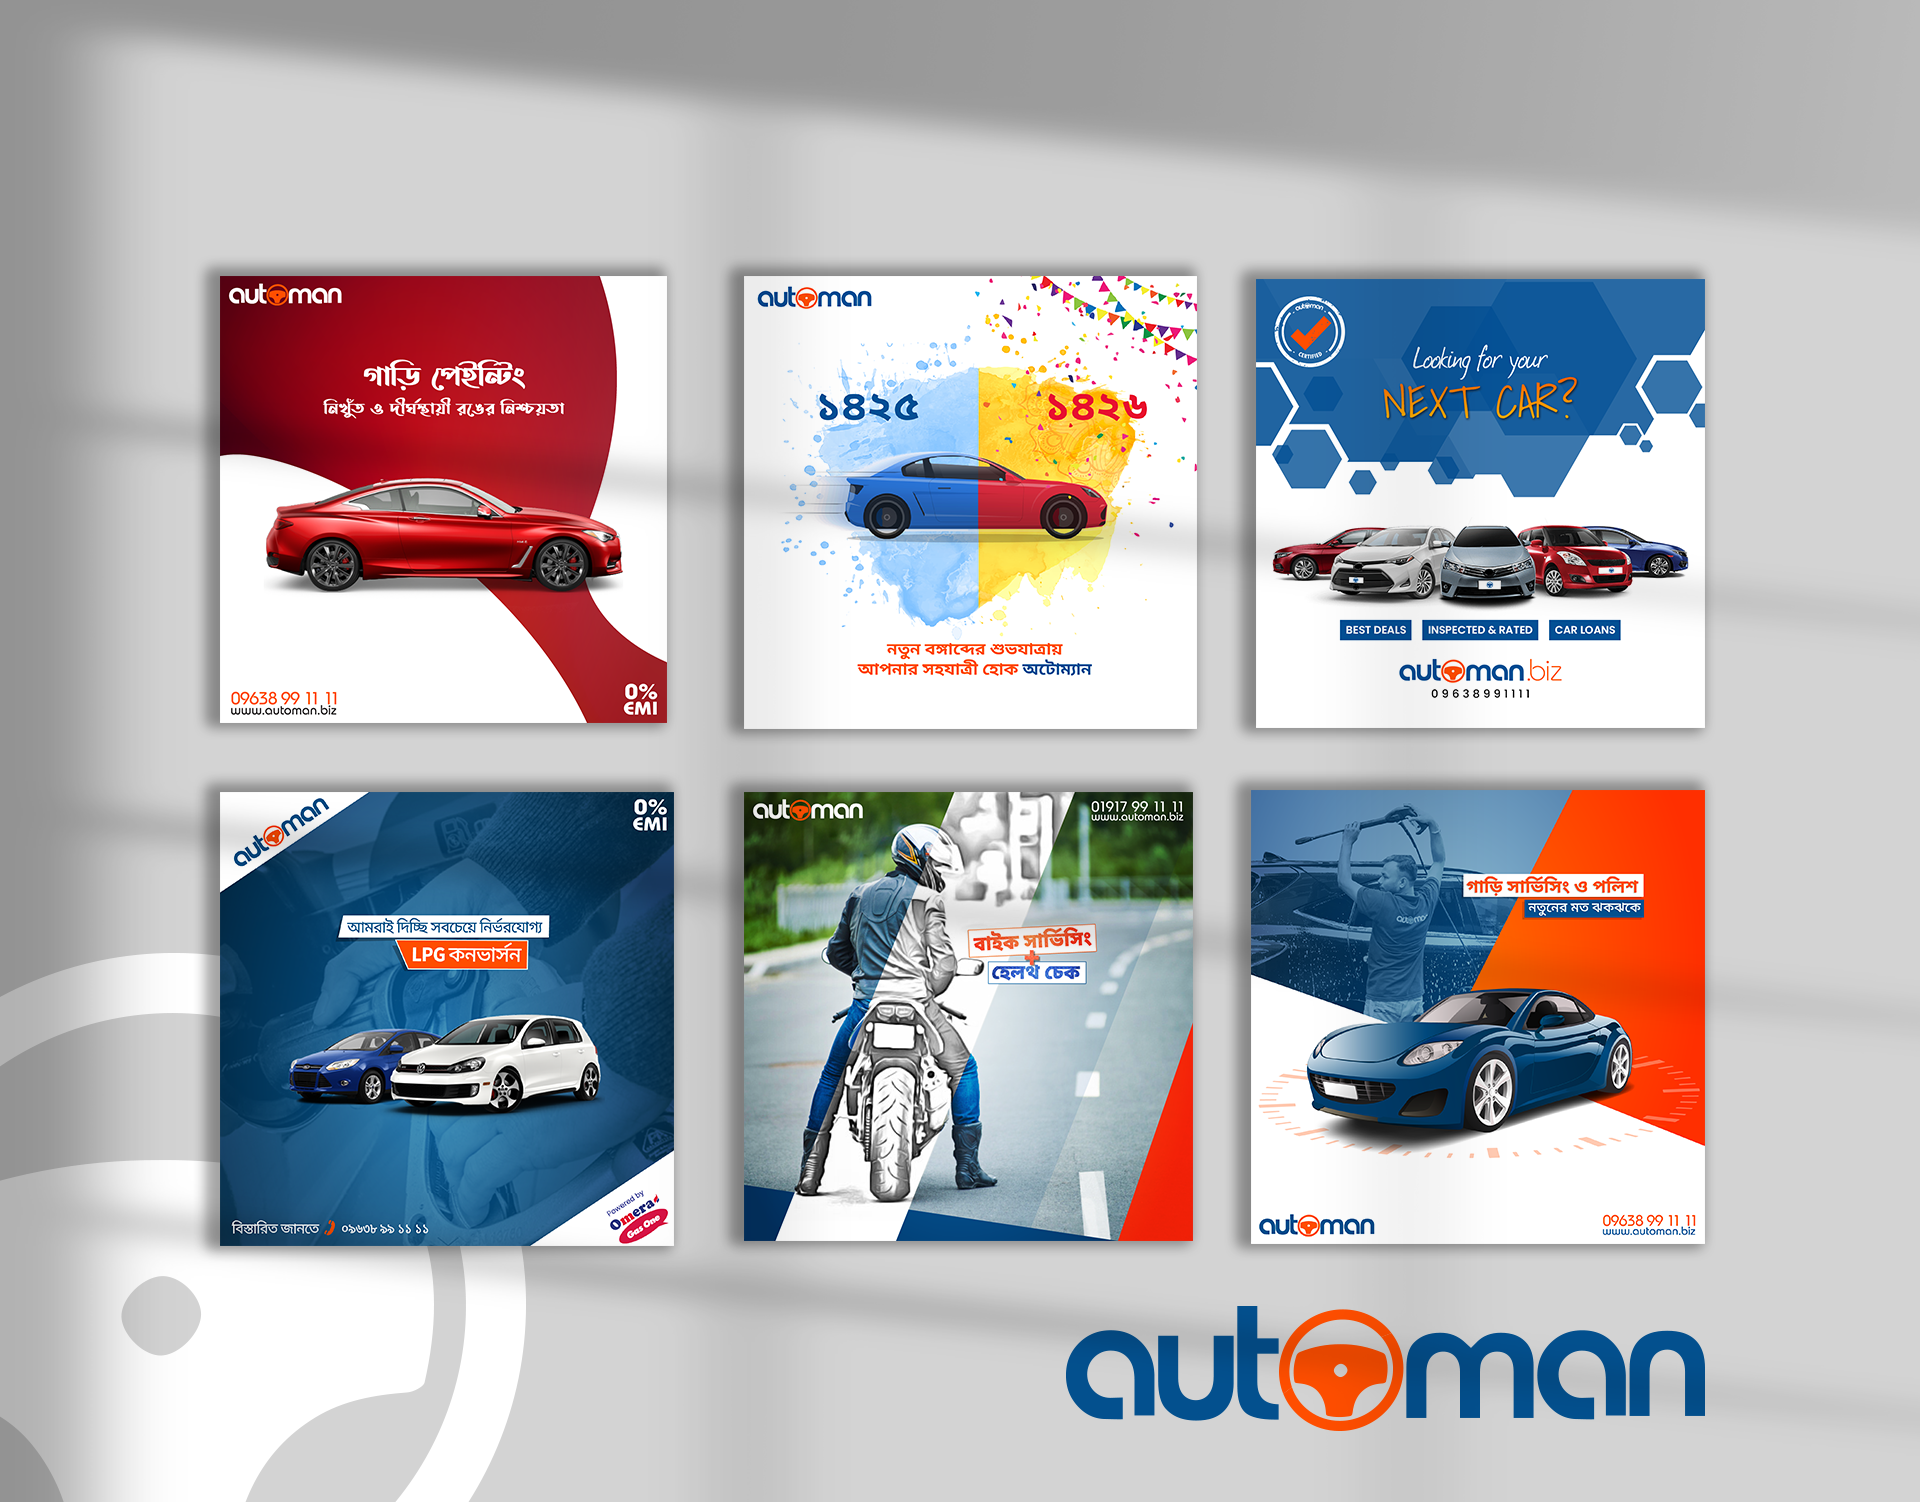 automan
গাড়ি পেইন্টিং
নিখুঁত ও দীর্ঘস্থায়ী রঙের নিশ্চয়তা
09638 99 11 11
www.automan.biz
0%
EMI
automan
১৪২৫
১৪২৬
নতুন বঙ্গাব্দের শুভযাত্রায়
আপনার সহযাত্রী হোক অটোম্যান
automan
CERTIFIED
Looking for your
NEXT CAR?
BEST DEALS
INSPECTED & RATED
CAR LOANS
automan.biz
09638991111
automan
0%
EMI
আমরাই দিচ্ছি সবচেয়ে নির্ভরযোগ্য
LPG কনভার্সন
বিস্তারিত জানতে ০৯৬৩৮ ৯৯ ১১ ১১
Powered by
Omera
Gas One
automan
01917 99 11 11
www.automan.biz
বাইক সার্ভিসিং
+
হেলথ চেক
গাড়ি সার্ভিসিং ও পলিশ
নতুনের মত ঝকঝকে
automan
automan
09638 99 11 11
www.automan.biz
automan